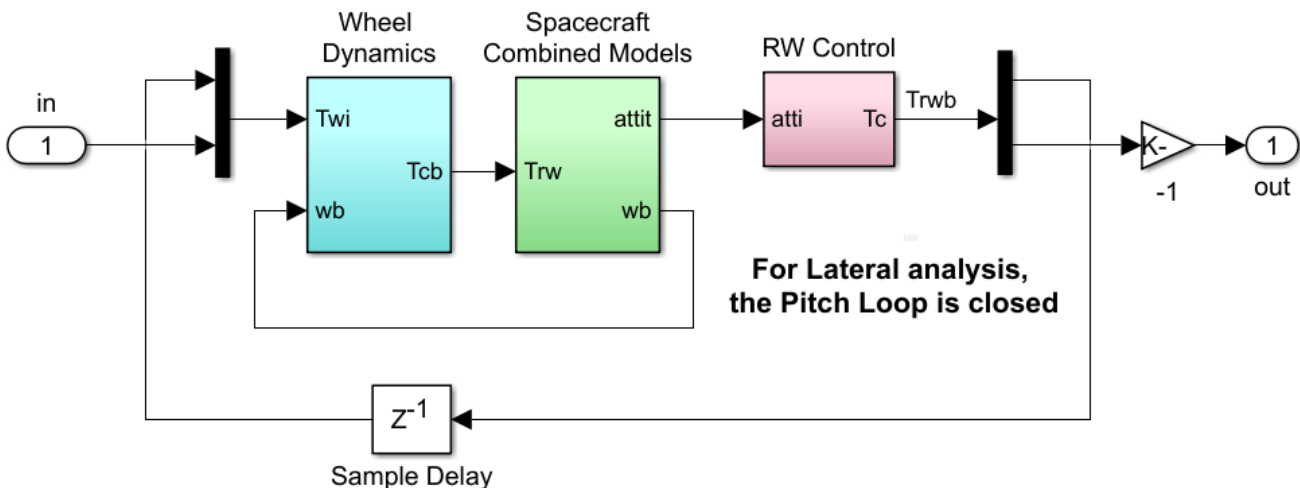 Wheel
Dynamics
Spacecraft
Combined Models
RW Control
in
1
Twi
Tcb
wb
attit
Trw
wb
atti
Tc
Trwb
K-
-1
1
out
For Lateral analysis,
the Pitch Loop is closed
Z-1
Sample Delay